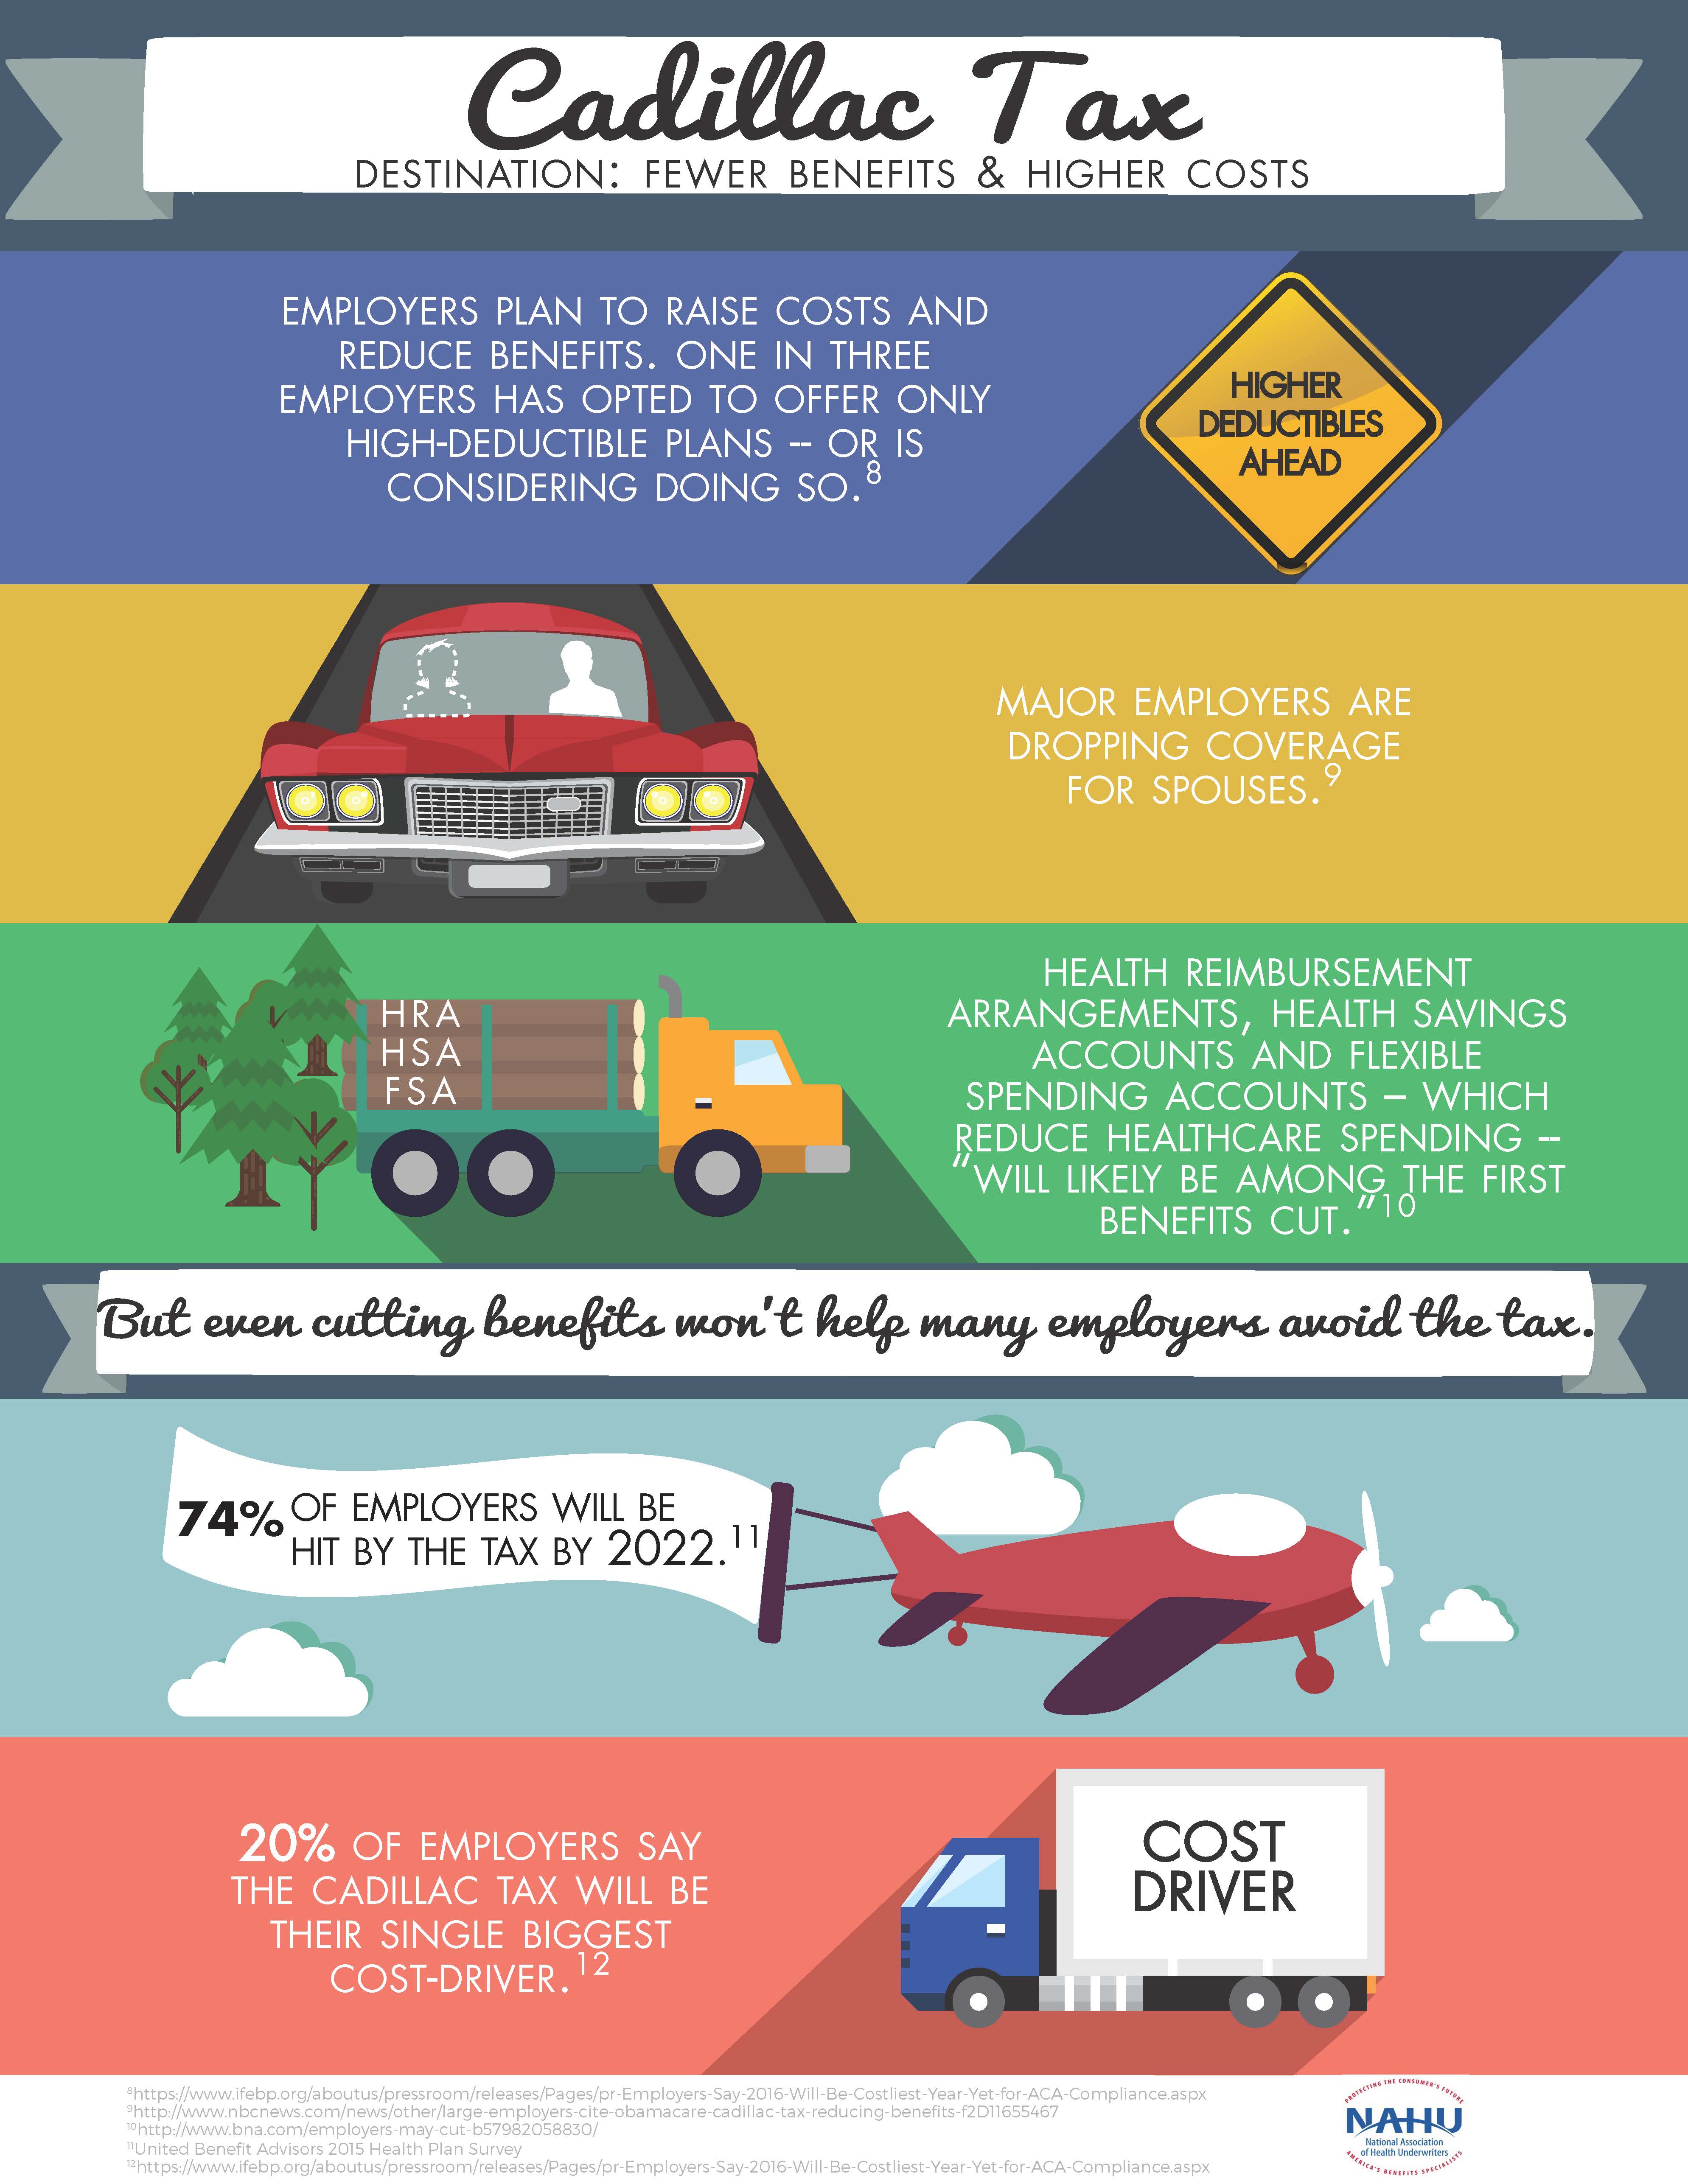 Cadillac Tax
DESTINATION: FEWER BENEFITS & HIGHER COSTS
EMPLOYERS PLAN TO RAISE COSTS AND
REDUCE BENEFITS. ONE IN THREE
EMPLOYERS HAS OPTED TO OFFER ONLY
HIGH-DEDUCTIBLE PLANS -- OR IS
CONSIDERING DOING SO.8
HIGHER
DEDUCTIBLES
AHEAD
MAJOR EMPLOYERS ARE
DROPPING COVERAGE
FOR SPOUSES.9
HRA
HSA
FSA
HEALTH REIMBURSEMENT
ARRANGEMENTS, HEALTH SAVINGS
ACCOUNTS AND FLEXIBLE
SPENDING ACCOUNTS -- WHICH
REDUCE HEALTHCARE SPENDING --
"WILL LIKELY BE AMONG THE FIRST
BENEFITS CUT."10
But even cutting benefits won't help many employers avoid the tax.
74% OF EMPLOYERS WILL BE
HIT BY THE TAX BY 2022.11
20% OF EMPLOYERS SAY
THE CADILLAC TAX WILL BE
THEIR SINGLE BIGGEST
COST-DRIVER.12
COST
DRIVER
8https://www.ifebp.org/aboutus/pressroom/releases/Pages/pr-Employers-Say-2016-Will-Be-Costliest-Year-Yet-for-ACA-Compliance.aspx
9http://www.nbcnews.com/news/other/large-employers-cite-obamacare-cadillac-tax-reducing-benefits-f2D11655467
10http://www.bna.com/employers-may-cut-b57982058830/
11United Benefit Advisors 2015 Health Plan Survey
12https://www.ifebp.org/aboutus/pressroom/releases/Pages/pr-Employers-Say-2016-Will-Be-Costliest-Year-Yet-for-ACA-Compliance.aspx
PROTECTING THE CONSUMER'S FUTURE
NAHU
National Association
of Health Underwriters
AMERICA'S BENEFITS SPECIALISTS